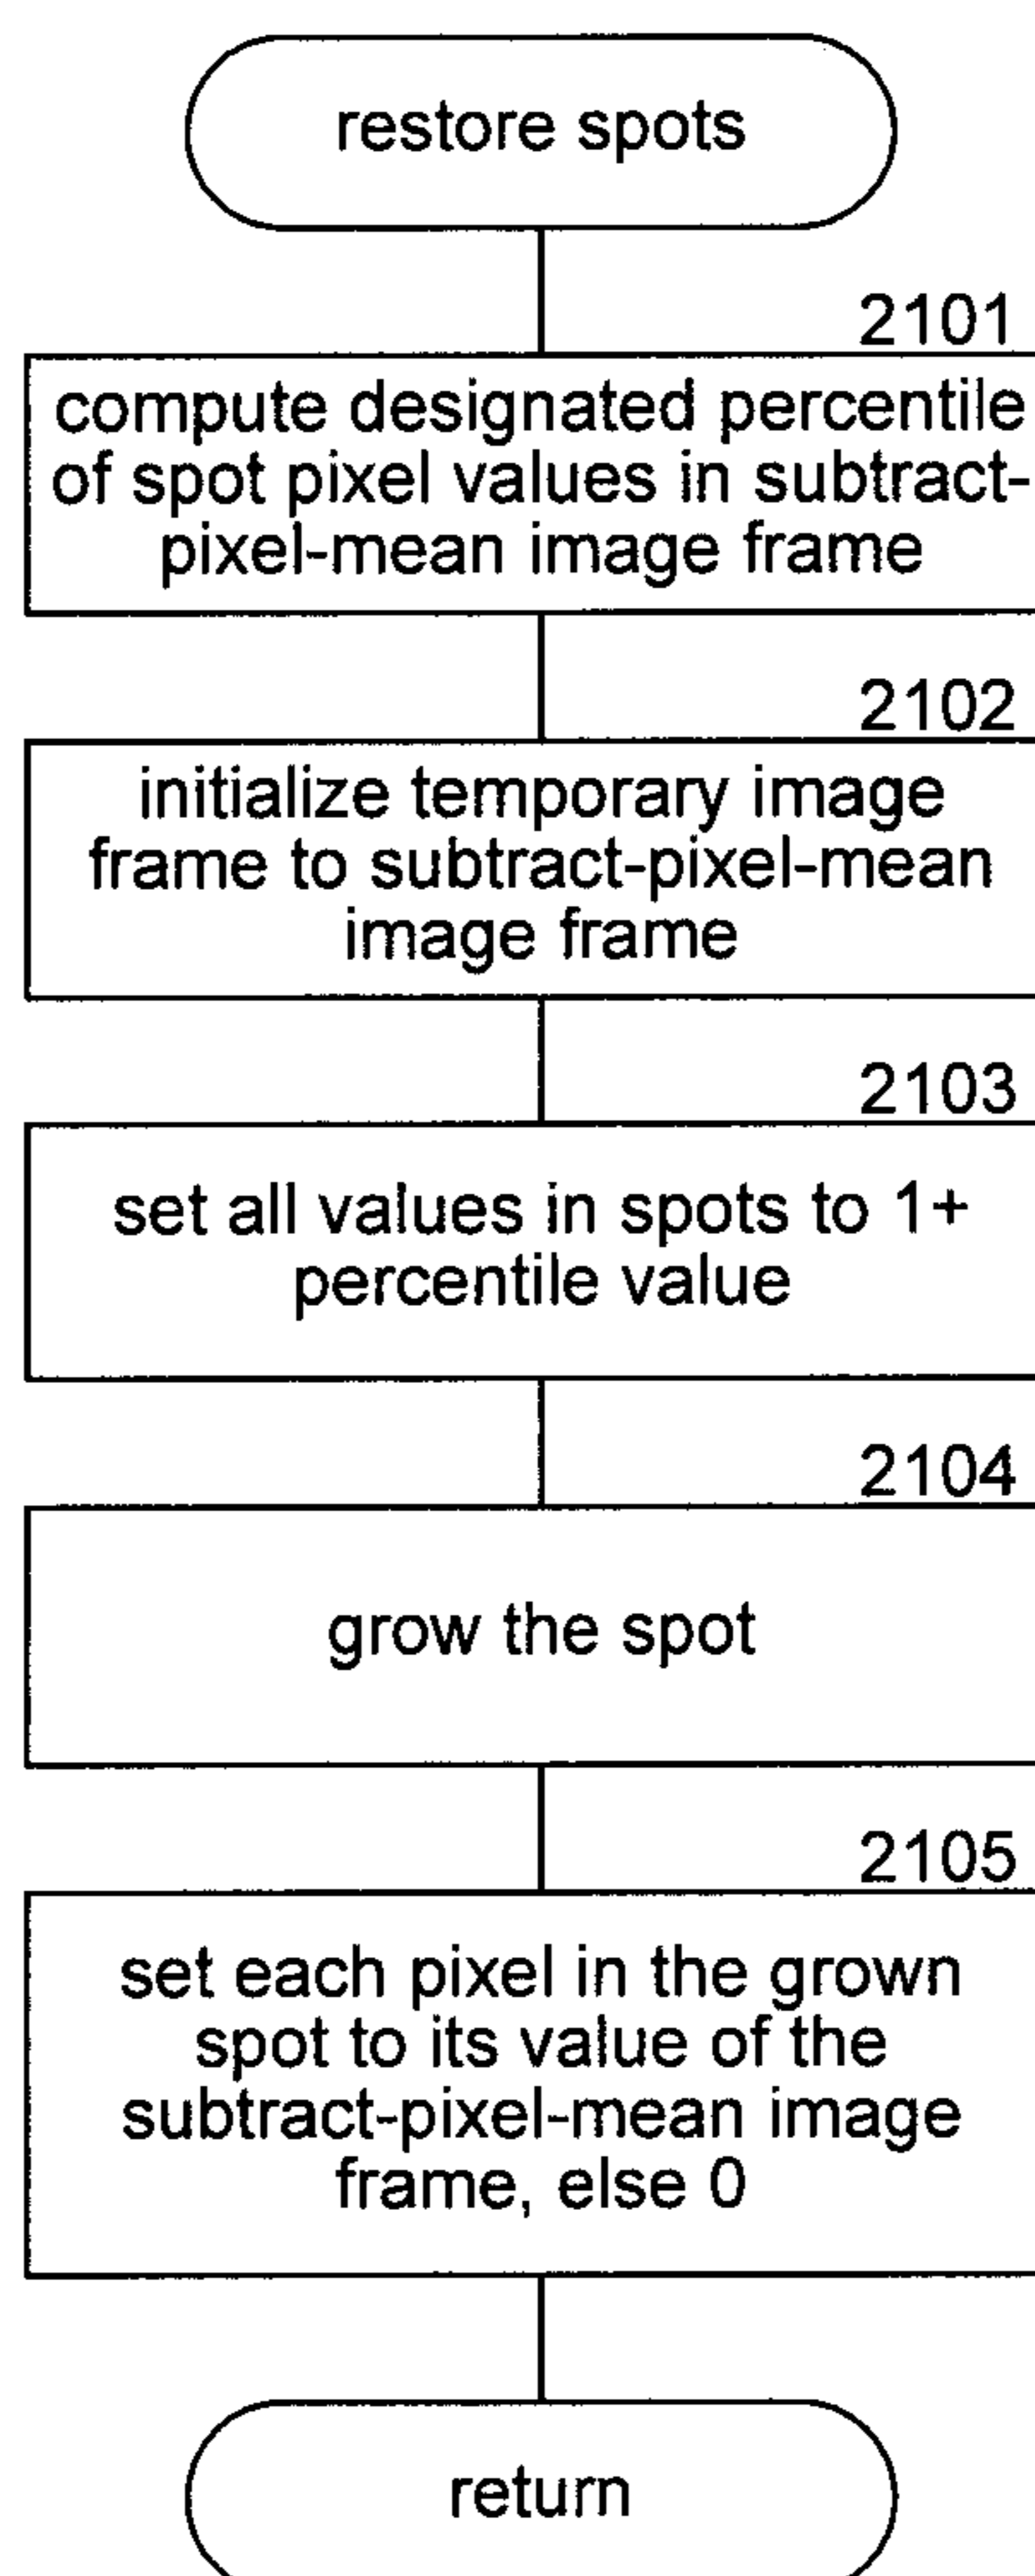 restore spots
2101
compute designated percentile
of spot pixel values in subtract-
pixel-mean image frame
2102
initialize temporary image
frame to subtract-pixel-mean
image frame
2103
set all values in spots to 1+
percentile value
2104
grow the spot
2105
set each pixel in the grown
spot to its value of the
subtract-pixel-mean image
frame, else 0
return